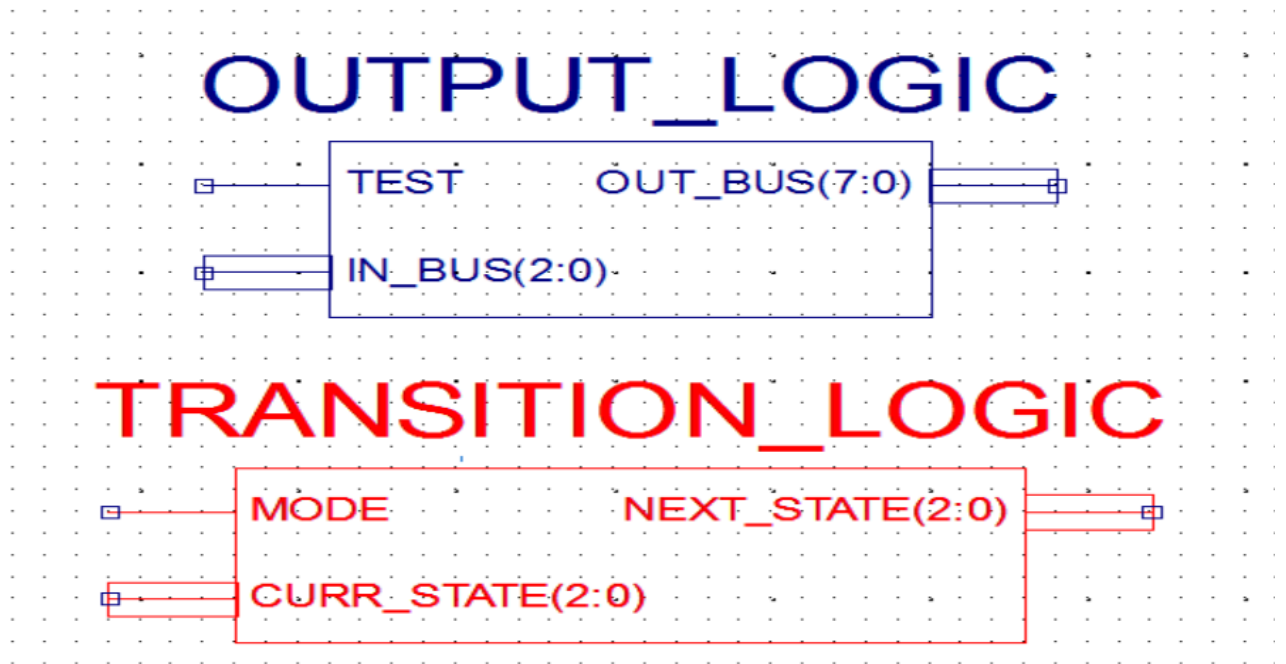 OUTPUT_LOGIC
TEST OUT_BUS(7:0)
IN_BUS(2:0)
TRANSITION_LOGIC
MODE NEXT_STATE(2:0)
CURR_STATE(2:0)